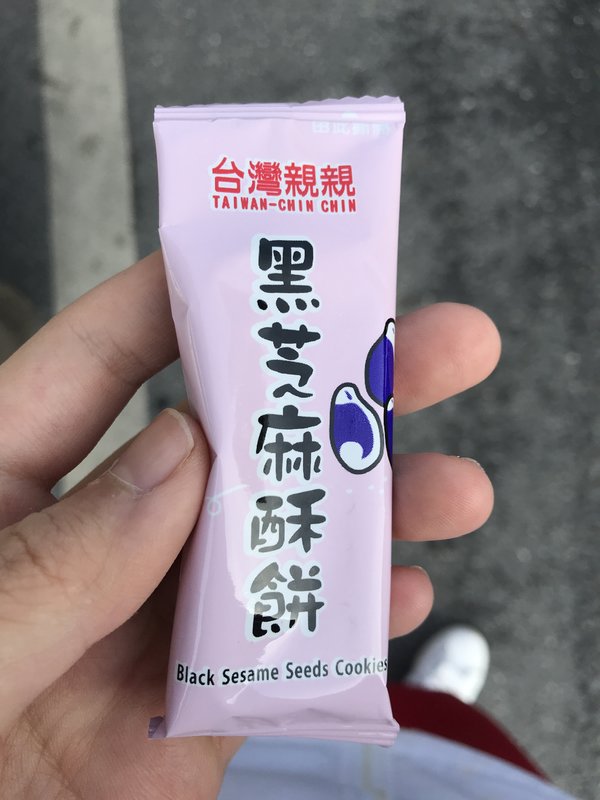 台灣親親
TAIWAN-CHIN CHIN
黑芝麻酥餅
Black Sesame Seeds Cookies